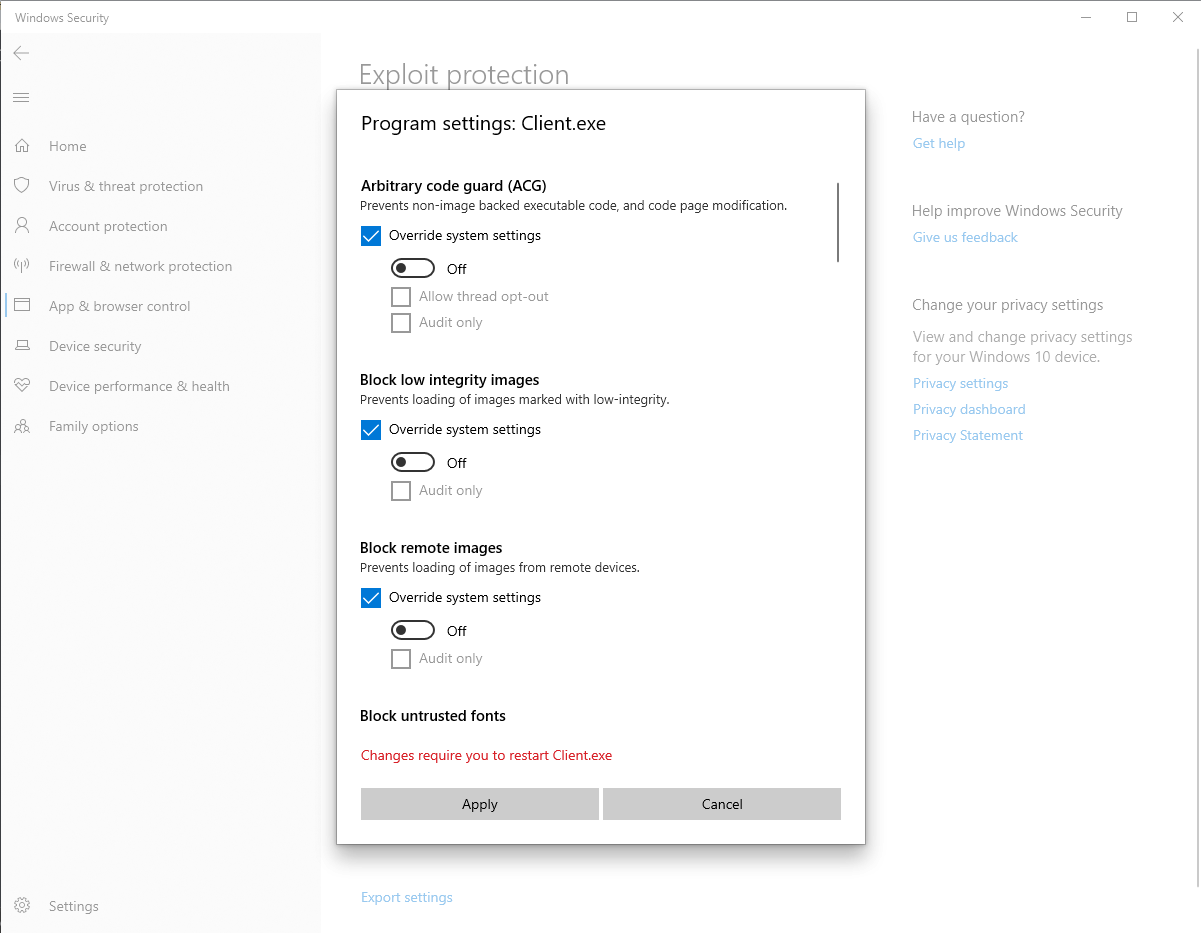 Windows Security
Home
Virus & threat protection
Account protection
Firewall & network protection
App & browser control
Device security
Device performance & health
Family options
Settings
Exploit protection
Program settings: Client.exe
Arbitrary code guard (ACG)
Prevents non-image backed executable code, and code page modification.
Override system settings
Off
Allow thread opt-out
Audit only
Block low integrity images
Prevents loading of images marked with low-integrity.
Override system settings
Off
Audit only
Block remote images
Prevents loading of images from remote devices.
Override system settings
Off
Audit only
Block untrusted fonts
Changes require you to restart Client.exe
Apply
Cancel
Export settings
Have a question?
Get help
Help improve Windows Security
Give us feedback
Change your privacy settings
View and change privacy settings
for your Windows 10 device.
Privacy settings
Privacy dashboard
Privacy Statement